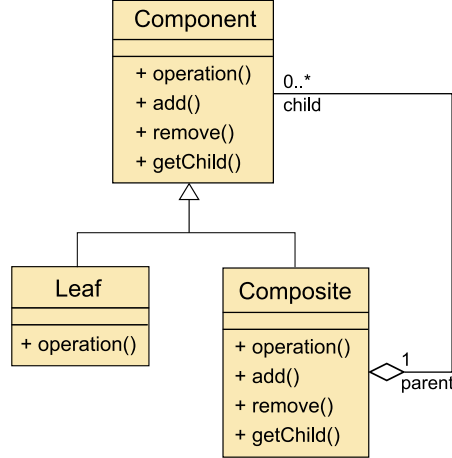 Component
+ operation()
+ add()
+ remove()
+ getChild()
0..*
child
Leaf
+ operation()
Composite
+ operation()
+ add()
+ remove()
+ getChild()
1
parent